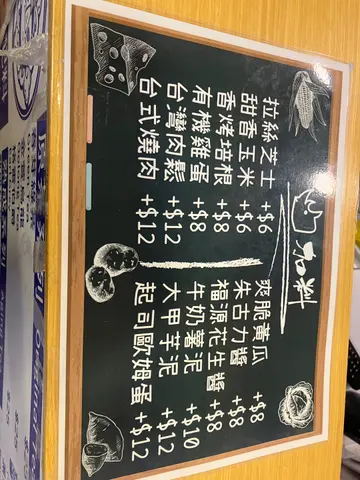 加料
拉絲芝士 +$6
甜香玉米 +$6
香烤培根 +$8
有機雞蛋 +$8
台灣肉鬆 +$12
台式燒肉 +$12
爽脆黃瓜 +$8
朱古力醬 +$8
福源花生醬 +$8
牛奶薯泥 +$10
大甲芋泥 +$12
起司歐姆蛋 +$12